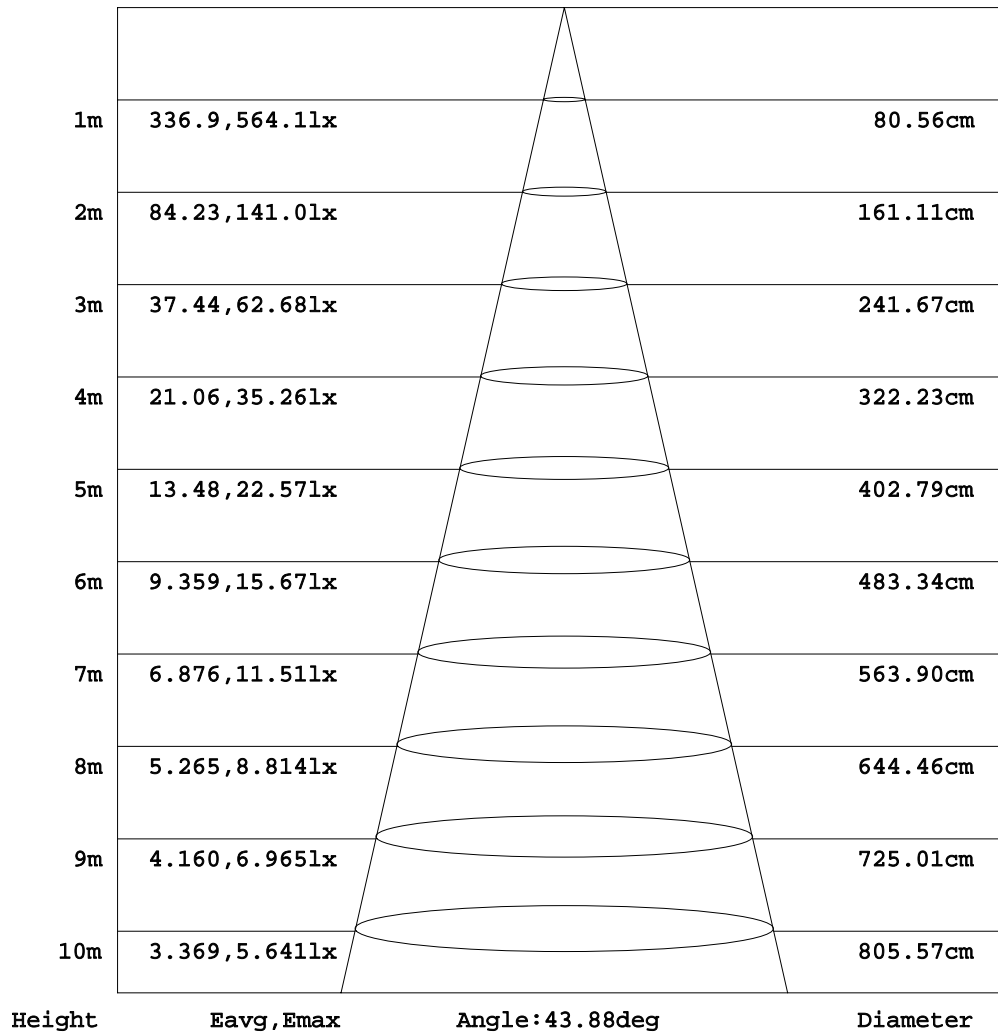 1m 336.9,564.1lx 80.56cm
2m 84.23,141.0lx 161.11cm
3m 37.44,62.68lx 241.67cm
4m 21.06,35.26lx 322.23cm
5m 13.48,22.57lx 402.79cm
6m 9.359,15.67lx 483.34cm
7m 6.876,11.51lx 563.90cm
8m 5.265,8.814lx 644.46cm
9m 4.160,6.965lx 725.01cm
10m 3.369,5.641lx 805.57cm
Height Eavg,Emax Angle:43.88deg Diameter